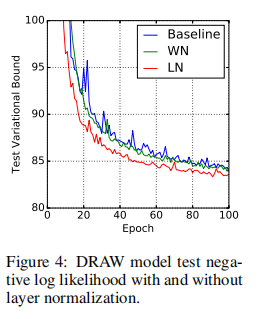 100
95
90
85
80
Test Variational Bound
Baseline
WN
LN
0 20 40 60 80 100
Epoch
Figure 4: DRAW model test nega-
tive log likelihood with and without
layer normalization.